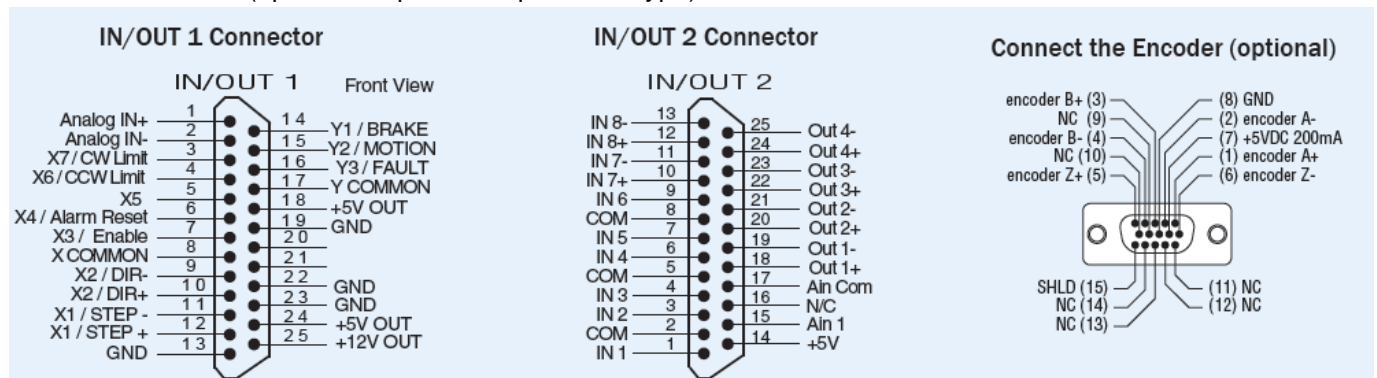 IN/OUT 1 Connector
IN/OUT 1
Front View
Analog IN+ 1
Analog IN- 2
X7 / CW Limit 3
X6 / CCW Limit 4
X5 5
X4 / Alarm Reset 6
X3 / Enable 7
X COMMON 8
X2 / DIR- 9
X2 / DIR+ 10
X1 / STEP - 11
X1 / STEP + 12
GND 13
14 Y1 / BRAKE
15 Y2 / MOTION
16 Y3 / FAULT
17 Y COMMON
18 +5V OUT
19 GND
20
21
22 GND
23 GND
24 +5V OUT
25 +12V OUT
IN/OUT 2 Connector
IN/OUT 2
IN 8- 13
IN 8+ 12
IN 7- 11
IN 7+ 10
IN 6 9
COM 8
IN 5 7
IN 4 6
COM 5
IN 3 4
IN 2 3
COM 2
IN 1 1
25 Out 4-
24 Out 4+
23 Out 3-
22 Out 3+
21 Out 2-
20 Out 2+
19 Out 1-
18 Out 1+
17 Ain Com
16 N/C
15 Ain 1
14 +5V
Connect the Encoder (optional)
encoder B+ (3)
NC (9)
encoder B- (4)
NC (10)
encoder Z+ (5)
(8) GND
(2) encoder A-
(7) +5VDC 200mA
(1) encoder A+
(6) encoder Z-
SHLD (15)
NC (14)
NC (13)
(11) NC
(12) NC